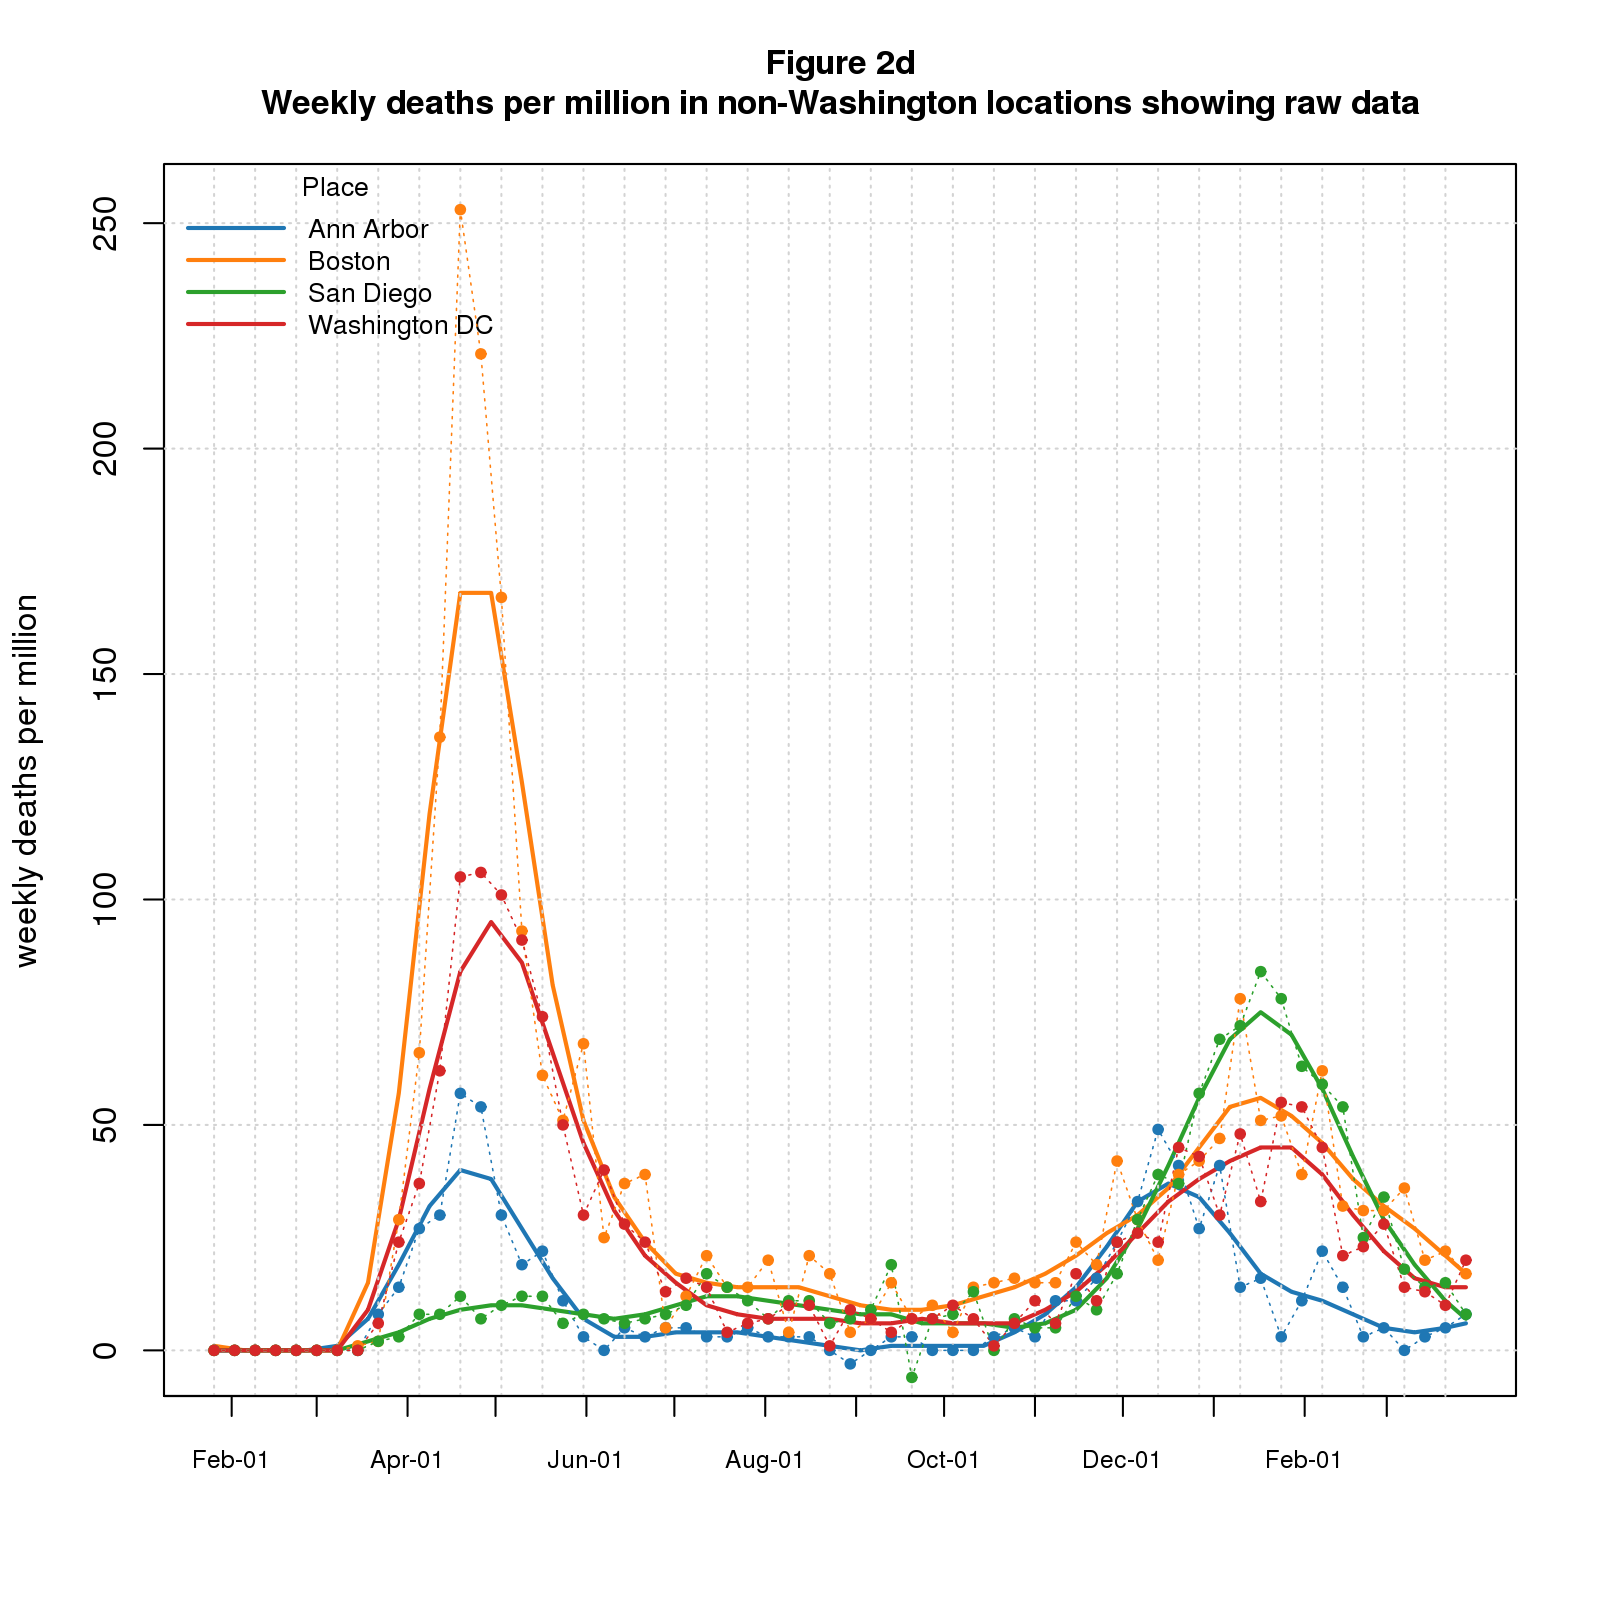 Figure 2d
Weekly deaths per million in non-Washington locations showing raw data
Place
Ann Arbor
Boston
San Diego
Washington DC
weekly deaths per million
250
200
150
100
50
0
Feb-01 Apr-01 Jun-01 Aug-01 Oct-01 Dec-01 Feb-01